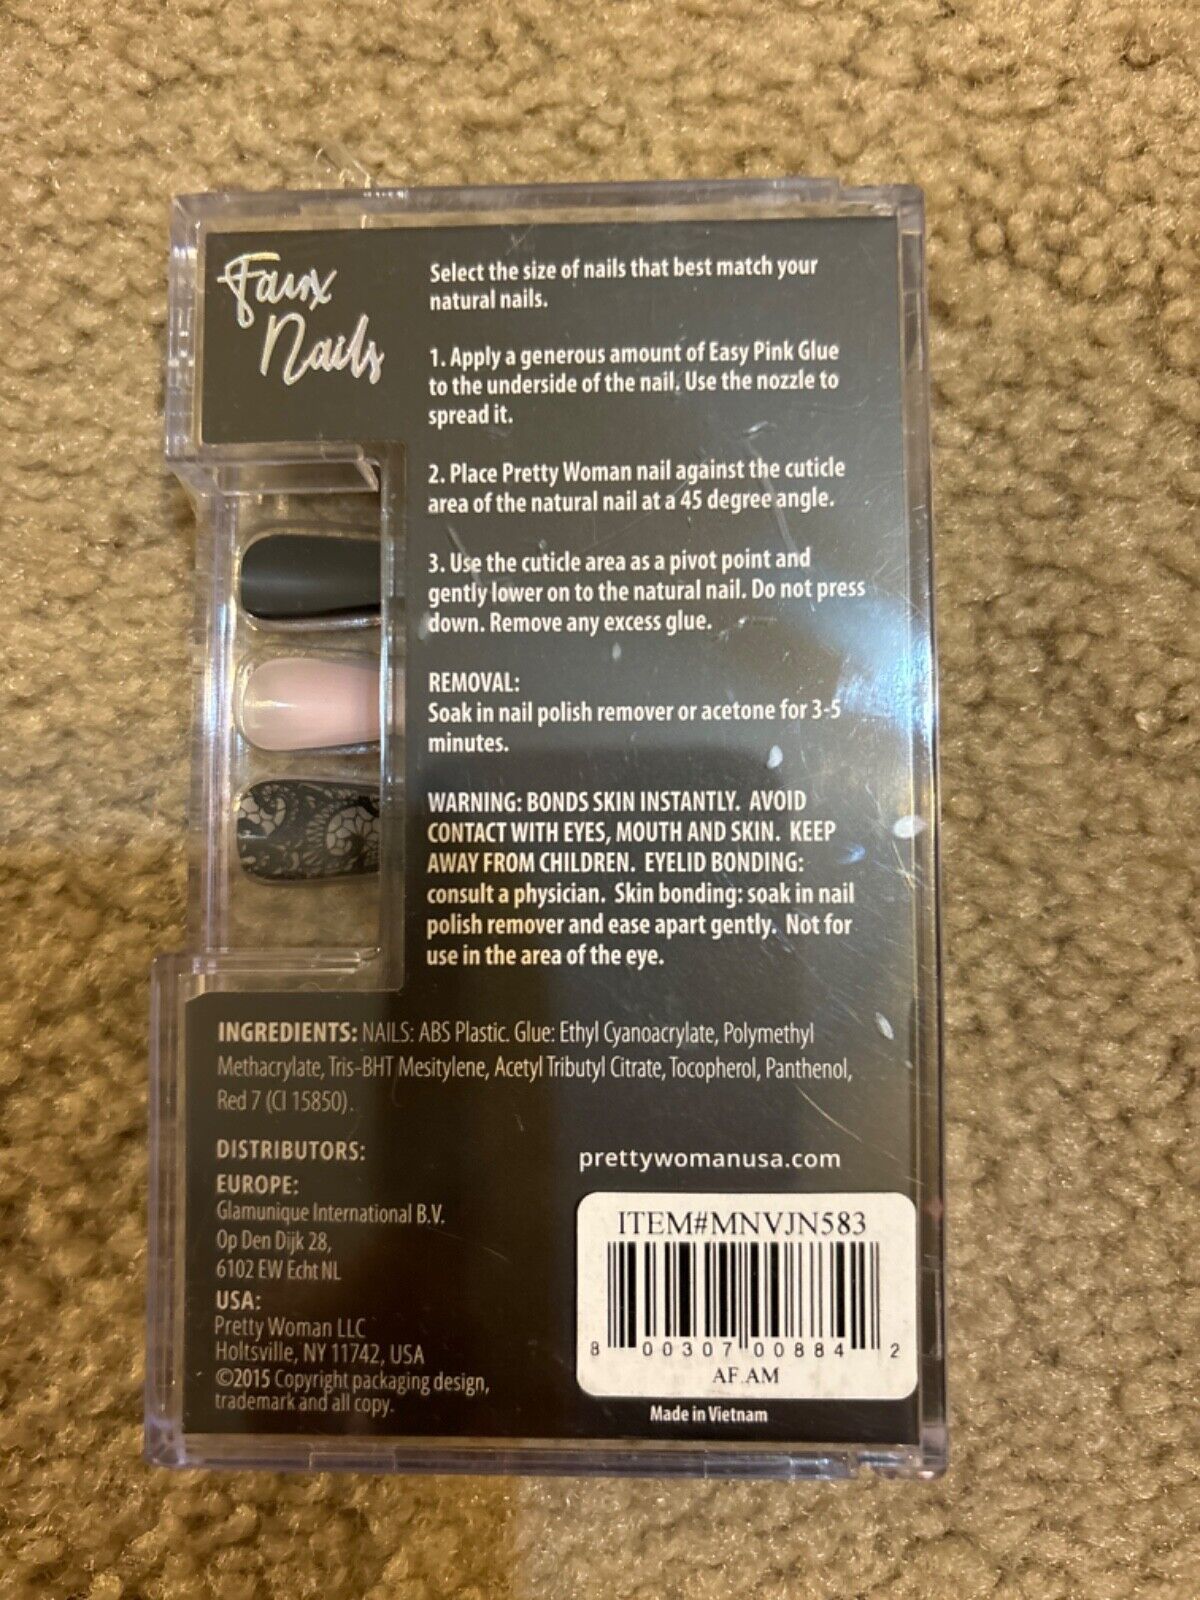 Faux
Nails
Select the size of nails that best match your
natural nails.
1. Apply a generous amount of Easy Pink Glue
to the underside of the nail. Use the nozzle to
spread it.
2. Place Pretty Woman nail against the cuticle
area of the natural nail at a 45 degree angle.
3. Use the cuticle area as a pivot point and
gently lower on to the natural nail. Do not press
down. Remove any excess glue.
REMOVAL:
Soak in nail polish remover or acetone for 3-5
minutes.
WARNING: BONDS SKIN INSTANTLY. AVOID
CONTACT WITH EYES, MOUTH AND SKIN. KEEP
AWAY FROM CHILDREN. EYELID BONDING:
consult a physician. Skin bonding: soak in nail
polish remover and ease apart gently. Not for
use in the area of the eye.
INGREDIENTS: NAILS: ABS Plastic. Glue: Ethyl Cyanoacrylate, Polymethyl
Methacrylate, Tris-BHT Mesitylene, Acetyl Tributyl Citrate, Tocopherol, Panthenol,
Red 7 (CI 15850).
DISTRIBUTORS:
EUROPE:
Glamunique International B.V.
Op Den Dijk 28,
6102 EW Echt NL
USA:
Pretty Woman LLC
Holtsville, NY 11742, USA
©2015 Copyright packaging design,
trademark and all copy.
prettywomanusa.com
ITEM#MNVJN583
8 00307 00884 2
AF.AM
Made in Vietnam